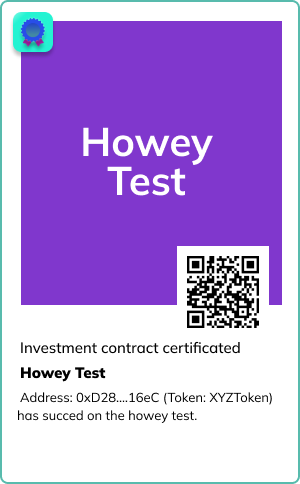 Howey
Test
Investment contract certificated
Howey Test
Address: 0xD28....16eC (Token: XYZToken)
has succed on the howey test.